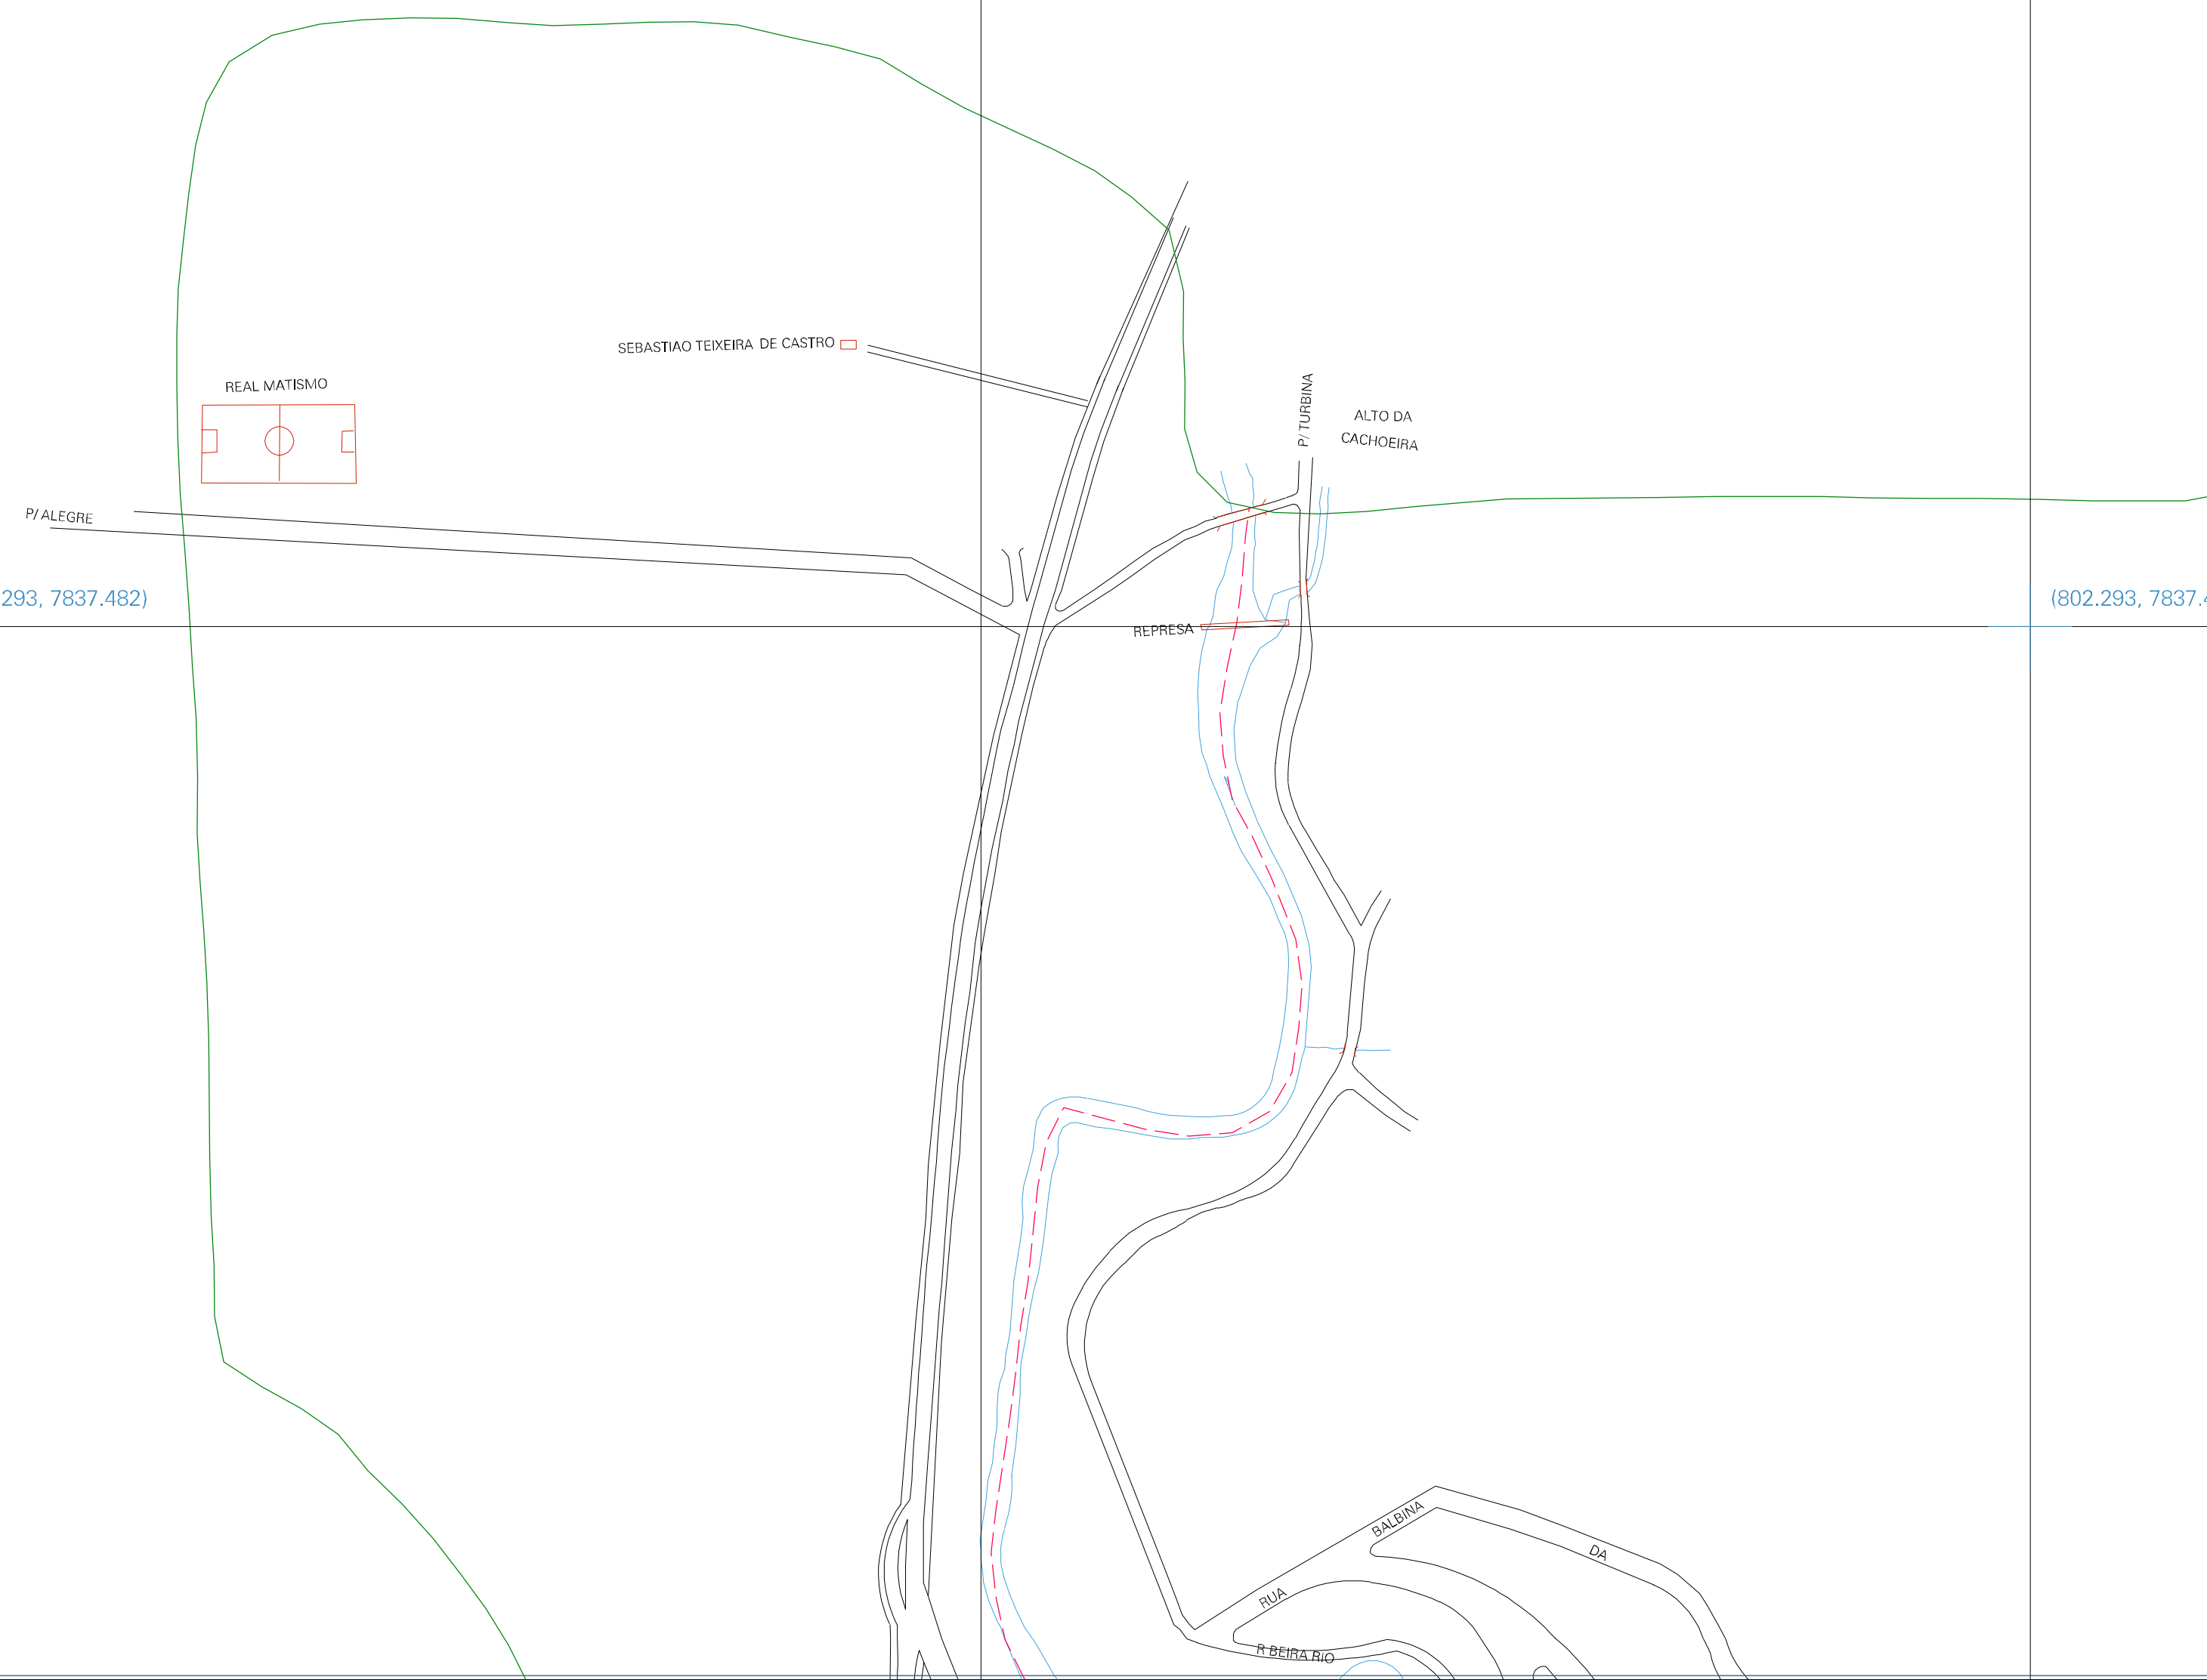 SEBASTIAO TEIXEIRA DE CASTRO
REAL MATISMO
P/ TURBINA
ALTO DA
CACHOEIRA
P/ ALEGRE
293, 7837.482)
(802.293, 7837.4
REPRESA
BALBINA
DA
RUA
R BEIRA RIO